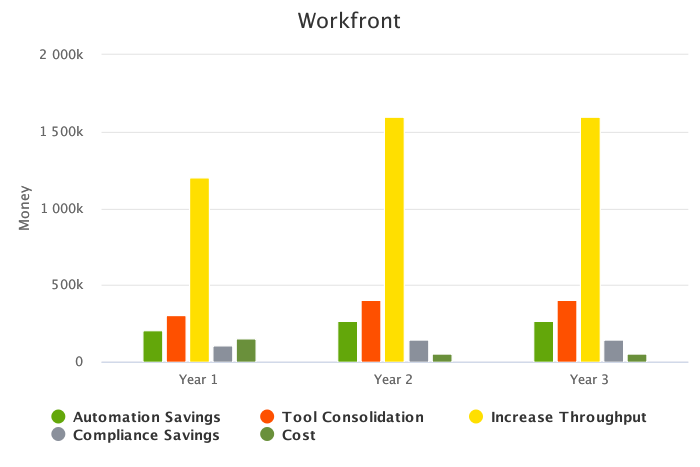 Workfront
2 000k
1 500k
1 000k
500k
0
Money
Year 1 Year 2 Year 3
Automation Savings Tool Consolidation Increase Throughput
Compliance Savings Cost